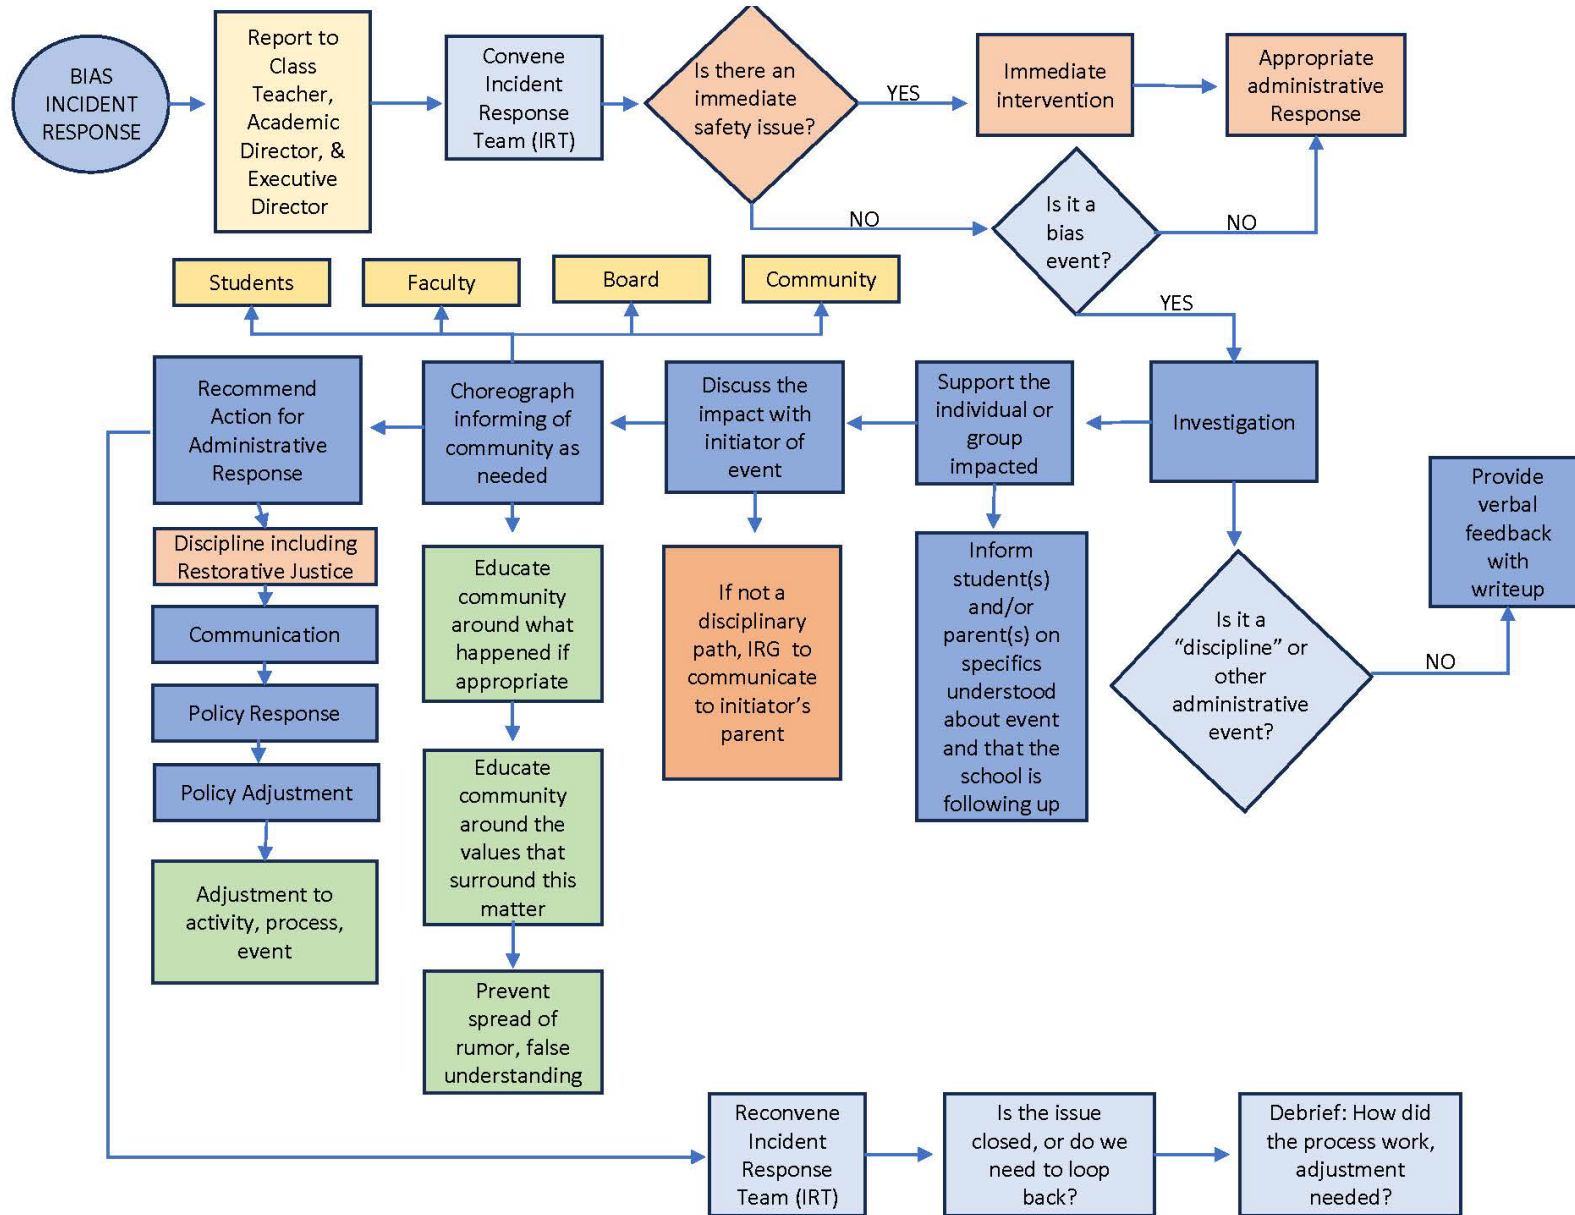 BIAS
INCIDENT
RESPONSE
Report to
Class
Teacher,
Academic
Director, &
Executive
Director
Convene
Incident
Response
Team (IRT)
Is there an
immediate
safety issue?
YES
Immediate
intervention
Appropriate
administrative
Response
NO
Is it a
bias
event?
NO
YES
Students
Faculty
Board
Community
Recommend
Action for
Administrative
Response
Choreograph
informing of
community as
needed
Discuss the
impact with
initiator of
event
Support the
individual or
group
impacted
Investigation
Provide
verbal
feedback
with
writeup
Discipline including
Restorative Justice
Communication
Policy Response
Policy Adjustment
Adjustment to
activity, process,
event
Educate
community
around what
happened if
appropriate
Educate
community
around the
values that
surround this
matter
Prevent
spread of
rumor, false
understanding
If not a
disciplinary
path, IRG to
communicate
to initiator’s
parent
Inform
student(s)
and/or
parent(s) on
specifics
understood
about event
and that the
school is
following up
Is it a
“discipline” or
other
administrative
event?
NO
Reconvene
Incident
Response
Team (IRT)
Is the issue
closed, or do we
need to loop
back?
Debrief: How did
the process work,
adjustment
needed?